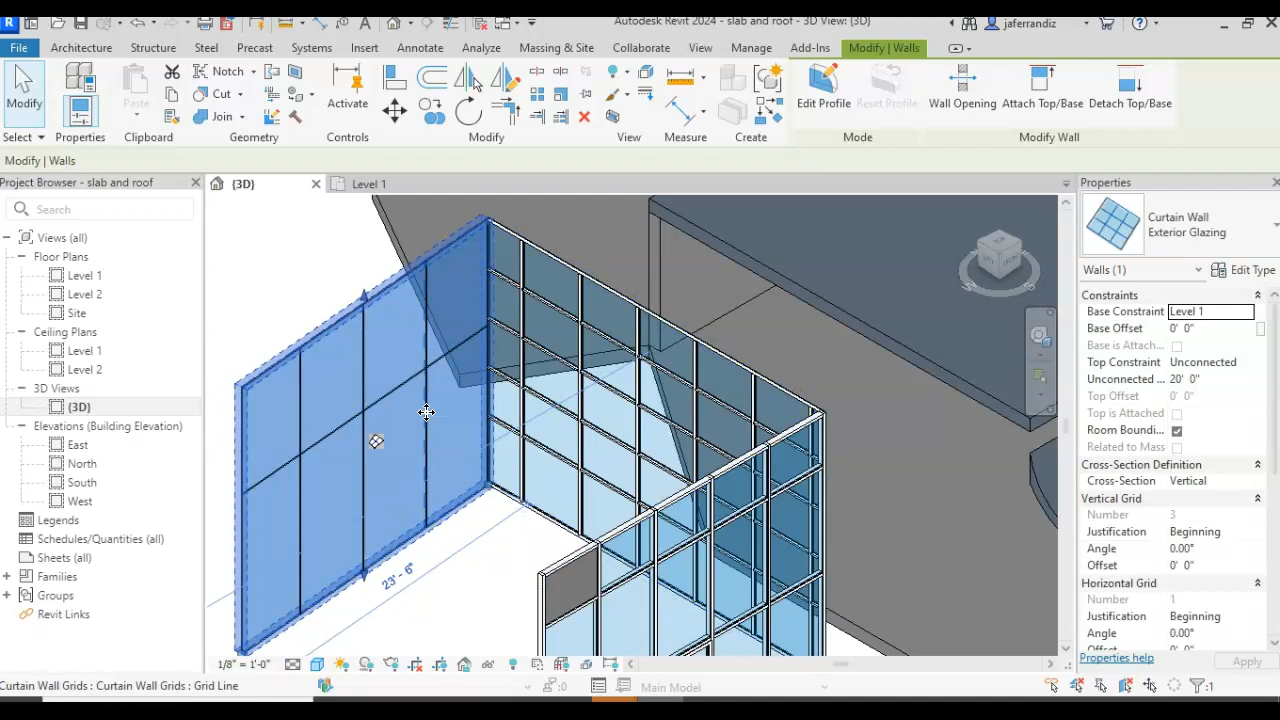 Autodesk Revit 2024 - slab and roof - 3D View: {3D}
jaferrandiz
File Architecture Structure Steel Precast Systems Insert Annotate Analyze Massing & Site Collaborate View Manage Add-Ins Modify | Walls
Modify
Paste
Notch
Cut
Join
Activate
Edit Profile
Reset Profile
Wall Opening
Attach Top/Base
Detach Top/Base
Select Properties Clipboard Geometry Controls Modify View Measure Create Mode Modify Wall
Modify | Walls
Project Browser - slab and roof
Search
Views (all)
Floor Plans
Level 1
Level 2
Site
Ceiling Plans
Level 1
Level 2
3D Views
{3D}
Elevations (Building Elevation)
East
North
South
West
Legends
Schedules/Quantities (all)
Sheets (all)
Families
Groups
Revit Links
{3D}
Level 1
23' - 6"
1/8" = 1'-0"
Properties
Curtain Wall
Exterior Glazing
Walls (1)
Edit Type
Constraints
Base Constraint Level 1
Base Offset 0' 0"
Base is Attach...
Top Constraint Unconnected
Unconnected ... 20' 0"
Top Offset 0' 0"
Top is Attached
Room Boundi...
Related to Mass
Cross-Section Definition
Cross-Section Vertical
Vertical Grid
Number 3
Justification Beginning
Angle 0.00°
Offset 0' 0"
Horizontal Grid
Number 1
Justification Beginning
Angle 0.00°
Properties help
Apply
Curtain Wall Grids : Curtain Wall Grids : Grid Line
:0
Main Model
:1